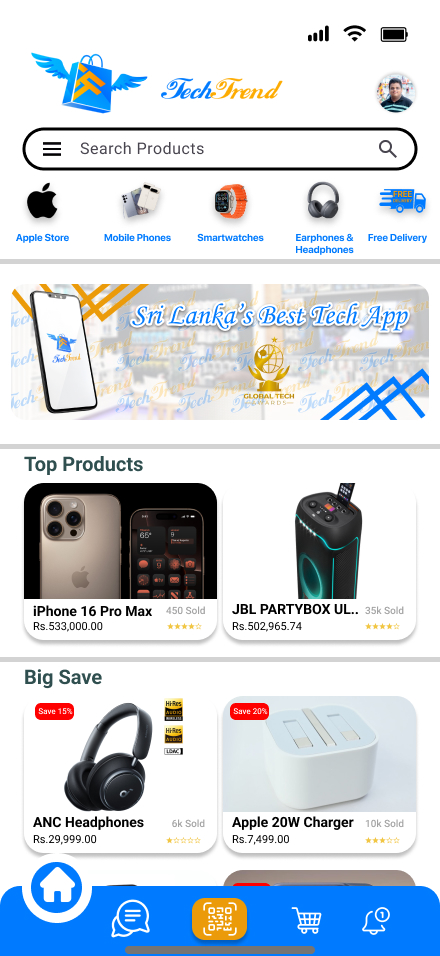 TechTrend
Search Products
Apple Store
Mobile Phones
Smartwatches
Earphones &
Headphones
FREE
DELIVERY
Free Delivery
Sri Lanka's Best Tech App
TechTrend
GLOBAL TECH
AWARDS
Top Products
iPhone 16 Pro Max
450 Sold
Rs.533,000.00
JBL PARTYBOX UL..
35k Sold
Rs.502,965.74
Big Save
Save 15%
Hi-Res
AUDIO
WIRELESS
Hi-Res
AUDIO
LDAC
ANC Headphones
6k Sold
Rs.29,999.00
Save 20%
Apple 20W Charger
10k Sold
Rs.7,499.00
1